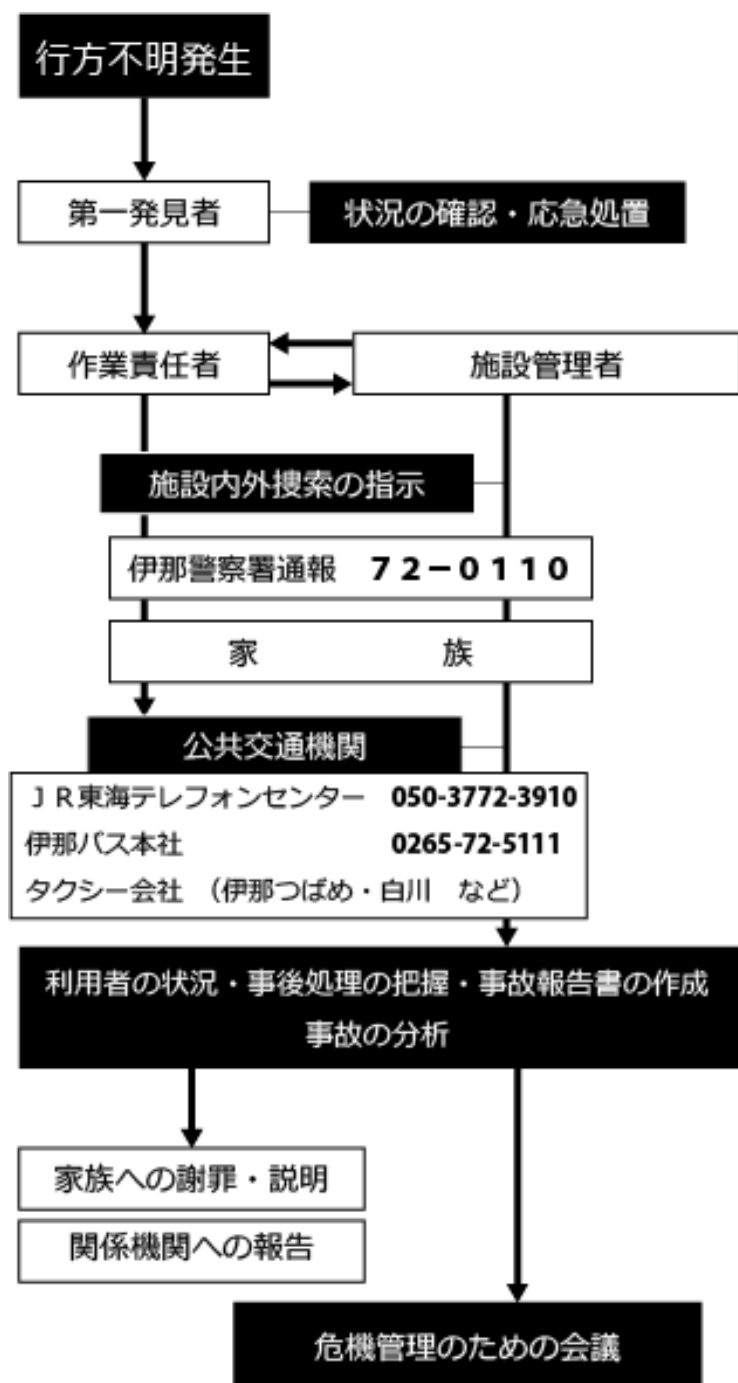 行方不明発生
第一発見者
状況の確認・応急処置
作業責任者
施設管理者
施設内外捜索の指示
伊那警察署通報　７２－０１１０
家　族
公共交通機関
ＪＲ東海テレフォンセンター　050-3772-3910
伊那バス本社　0265-72-5111
タクシー会社　（伊那つばめ・白川　など）
利用者の状況・事後処理の把握・事故報告書の作成
事故の分析
家族への謝罪・説明
関係機関への報告
危機管理のための会議